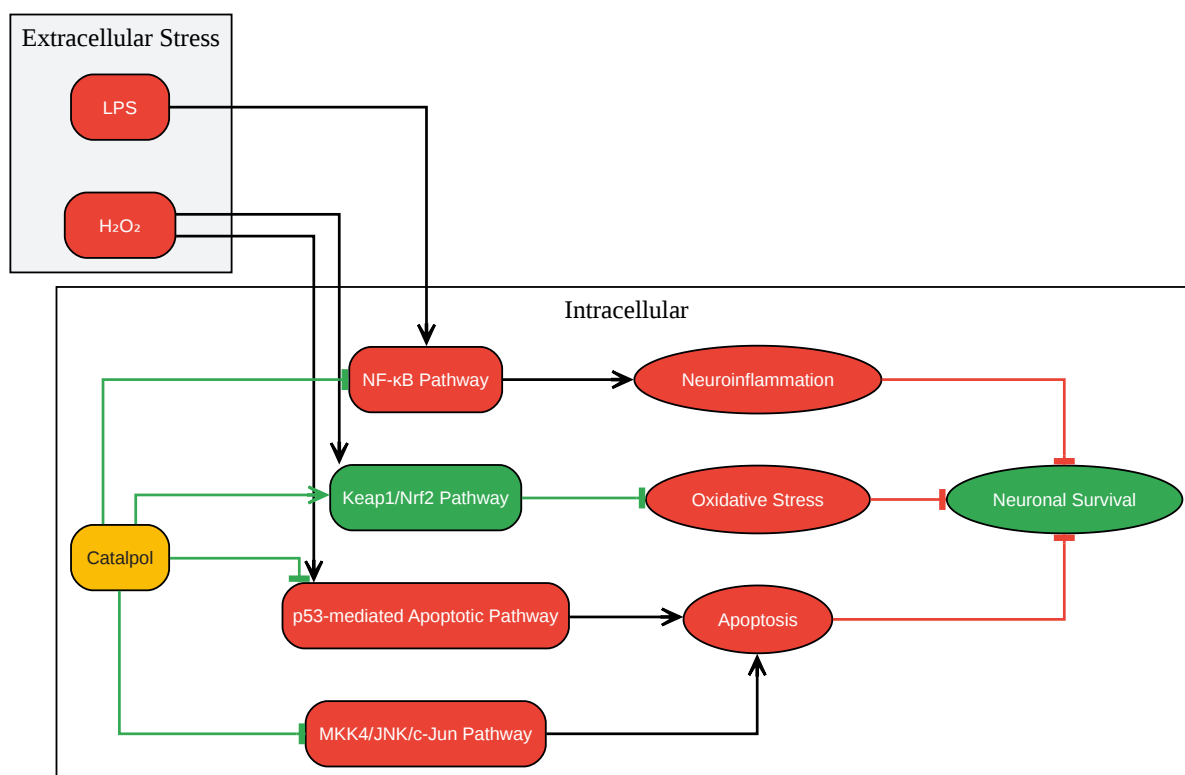 Extracellular Stress
LPS
H₂O₂
Intracellular
NF-κB Pathway
Neuroinflammation
Keap1/Nrf2 Pathway
Oxidative Stress
Neuronal Survival
Catalpol
p53-mediated Apoptotic Pathway
Apoptosis
MKK4/JNK/c-Jun Pathway